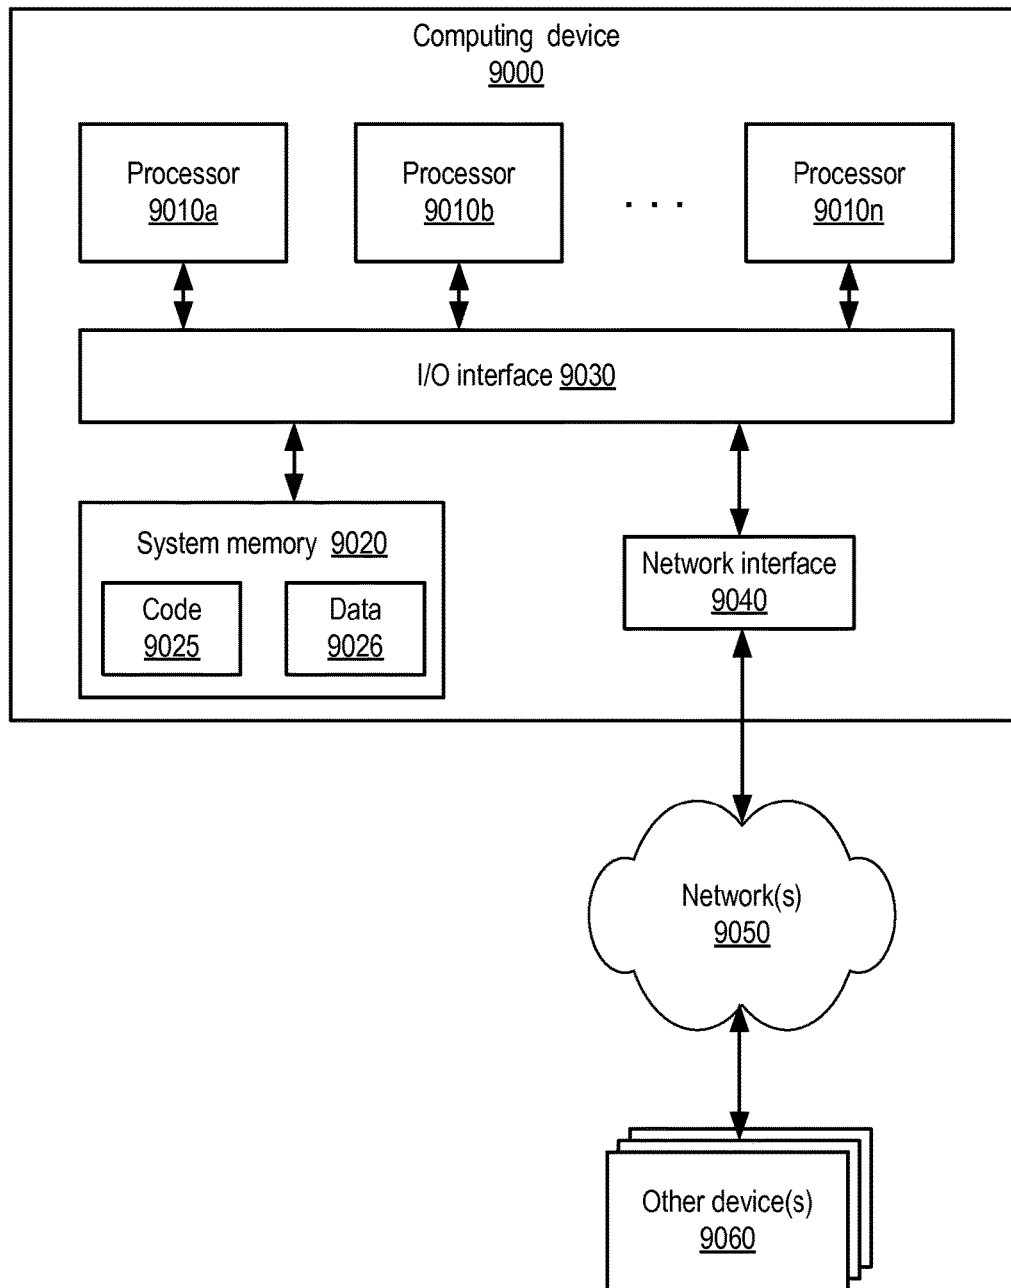 Computing device
9000
Processor
9010a
Processor
9010b
. . .
Processor
9010n
I/O interface 9030
System memory 9020
Code
9025
Data
9026
Network interface
9040
Network(s)
9050
Other device(s)
9060